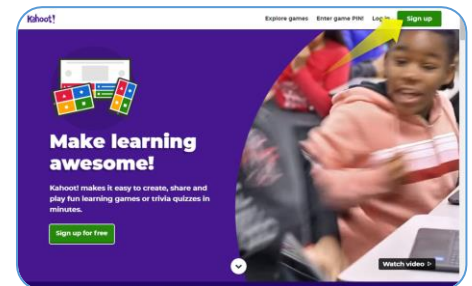 Kahoot!
Explore games Enter game PIN! Log in Sign up
Make learning
awesome!
Kahoot! makes it easy to create, share and
play fun learning games or trivia quizzes in
minutes.
Sign up for free
Watch video